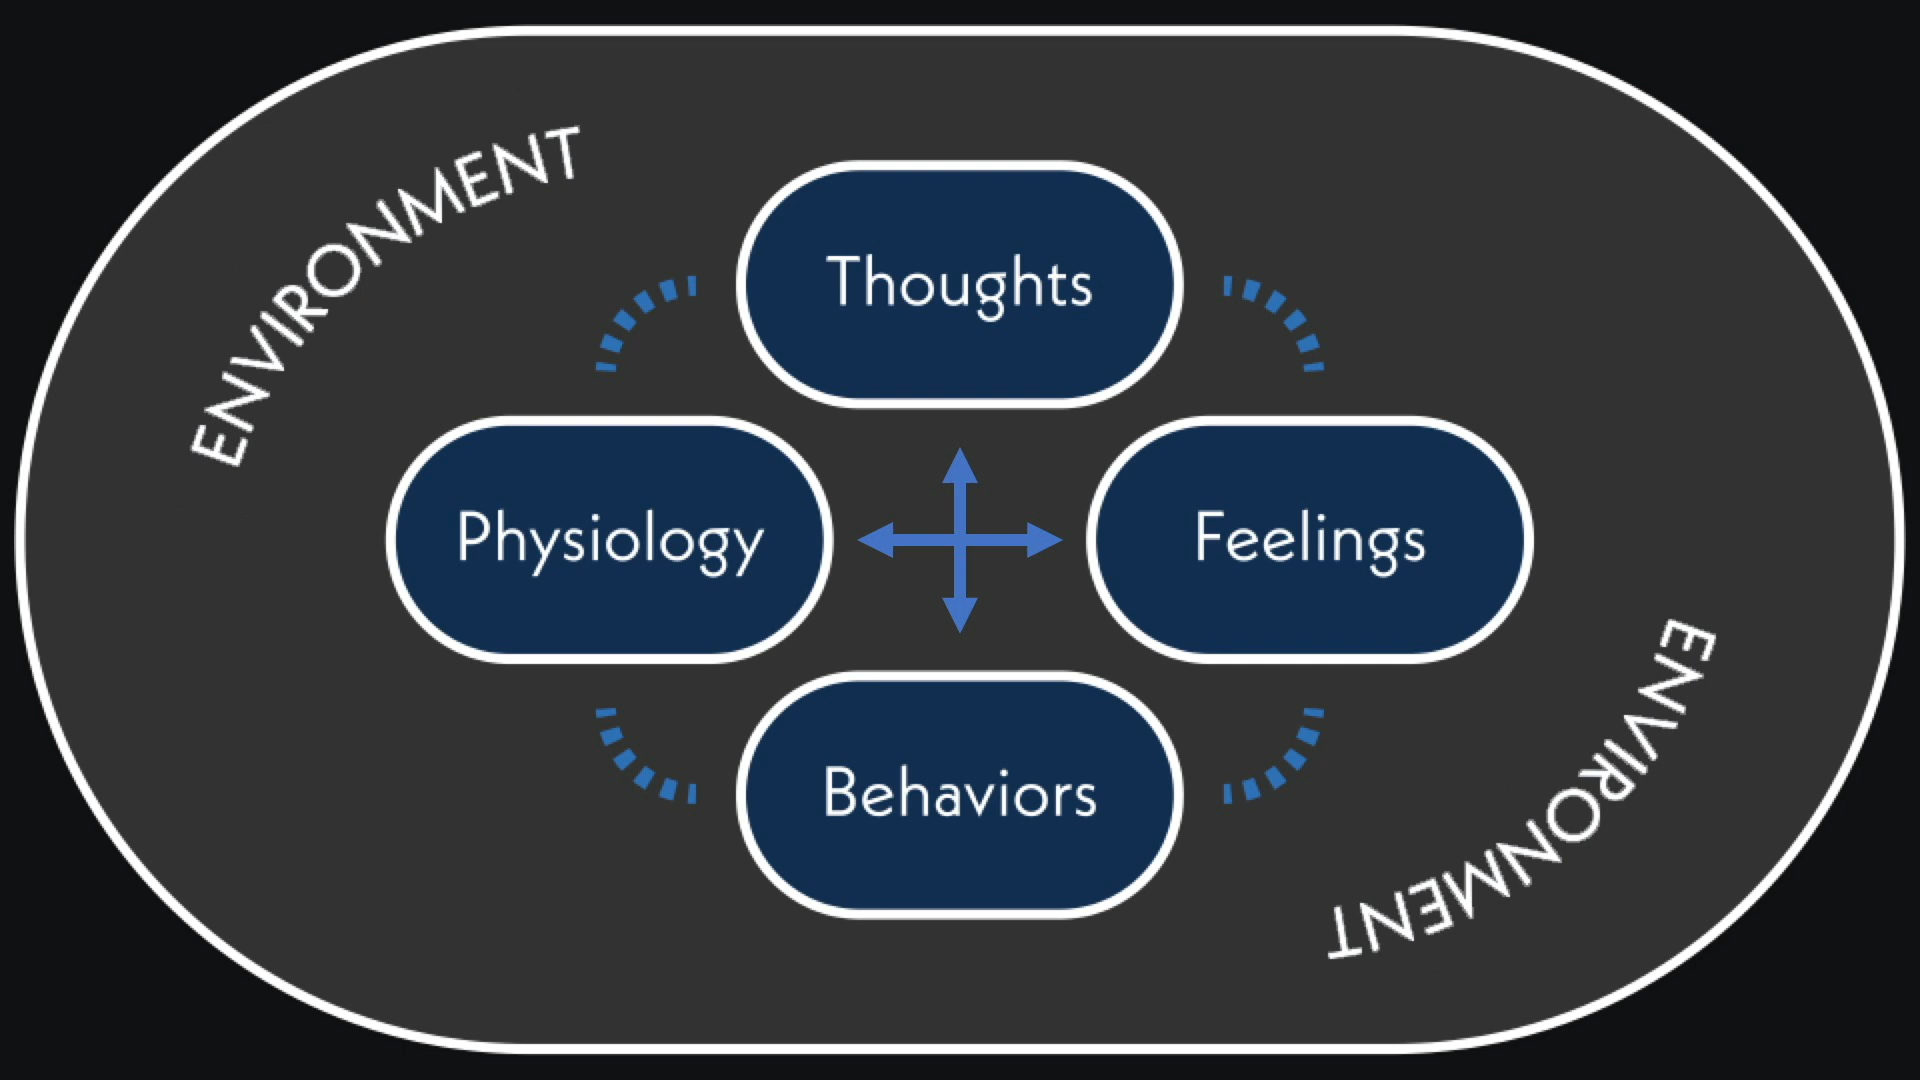 ENVIRONMENT
Thoughts
Physiology
Feelings
Behaviors
ENVIRONMENT